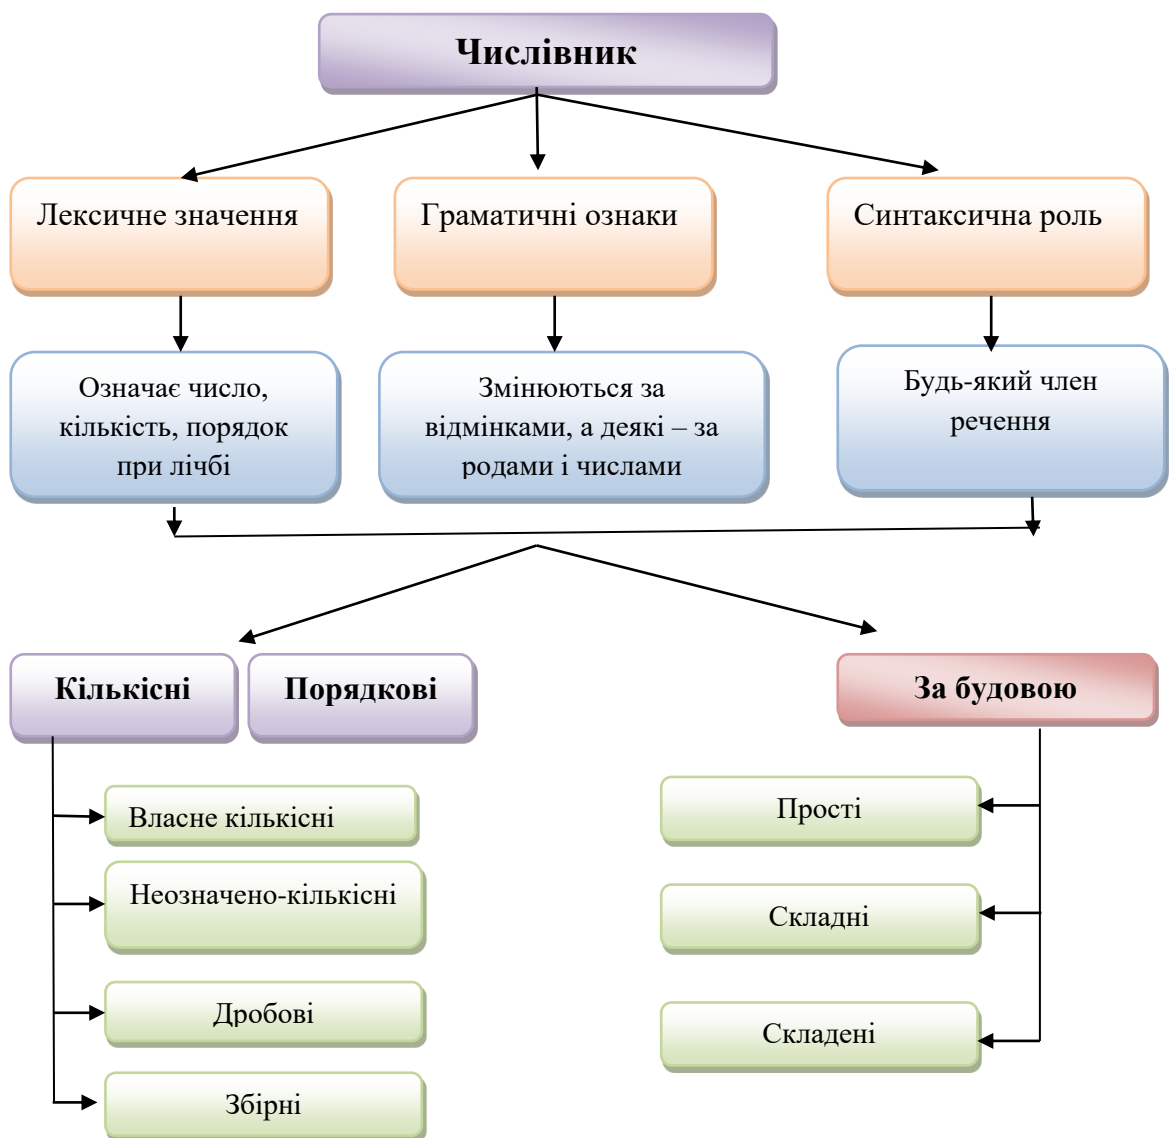 Числівник
Лексичне значення
Граматичні ознаки
Синтаксична роль
Означає число,
кількість, порядок
при лічбі
Змінюються за
відмінками, а деякі – за
родами і числами
Будь-який член
речення
Кількісні
Порядкові
За будовою
Власне кількісні
Неозначено-кількісні
Дробові
Збірні
Прості
Складні
Складені